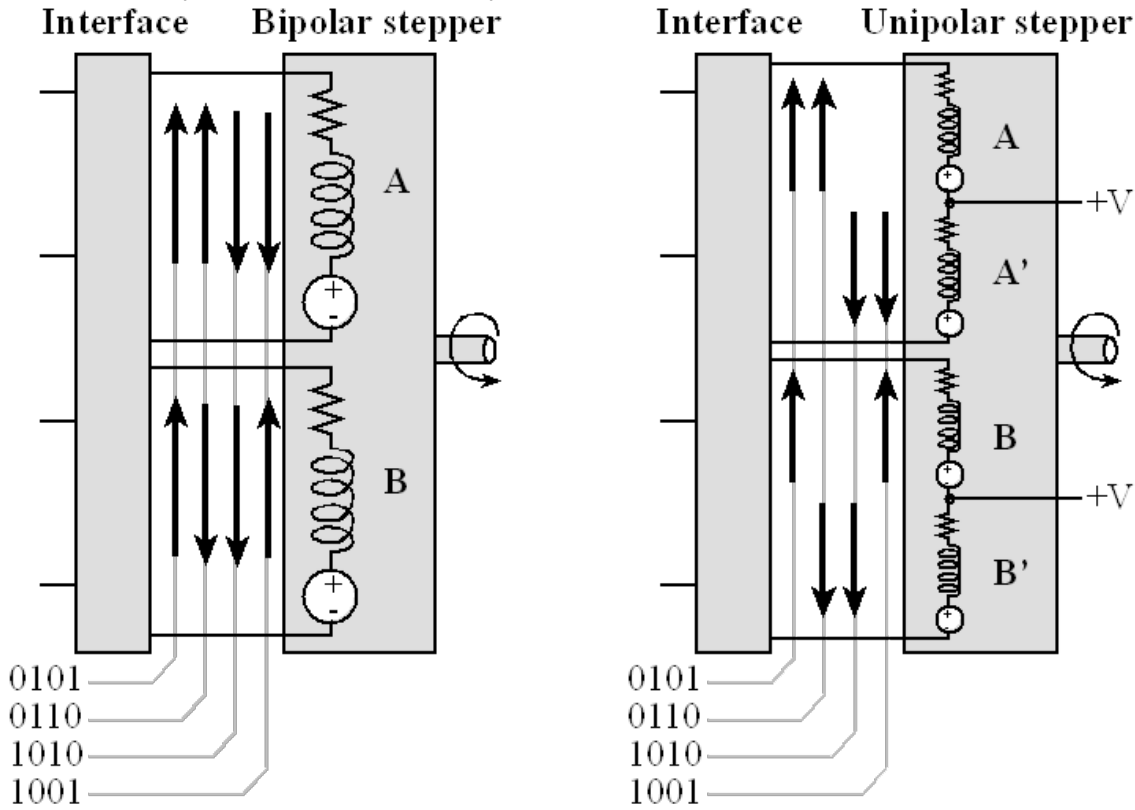 Interface Bipolar stepper
A
+
-
B
+
-
0101
0110
1010
1001
Interface Unipolar stepper
A
+
+V
A'
+
B
+
+V
B'
+
0101
0110
1010
1001